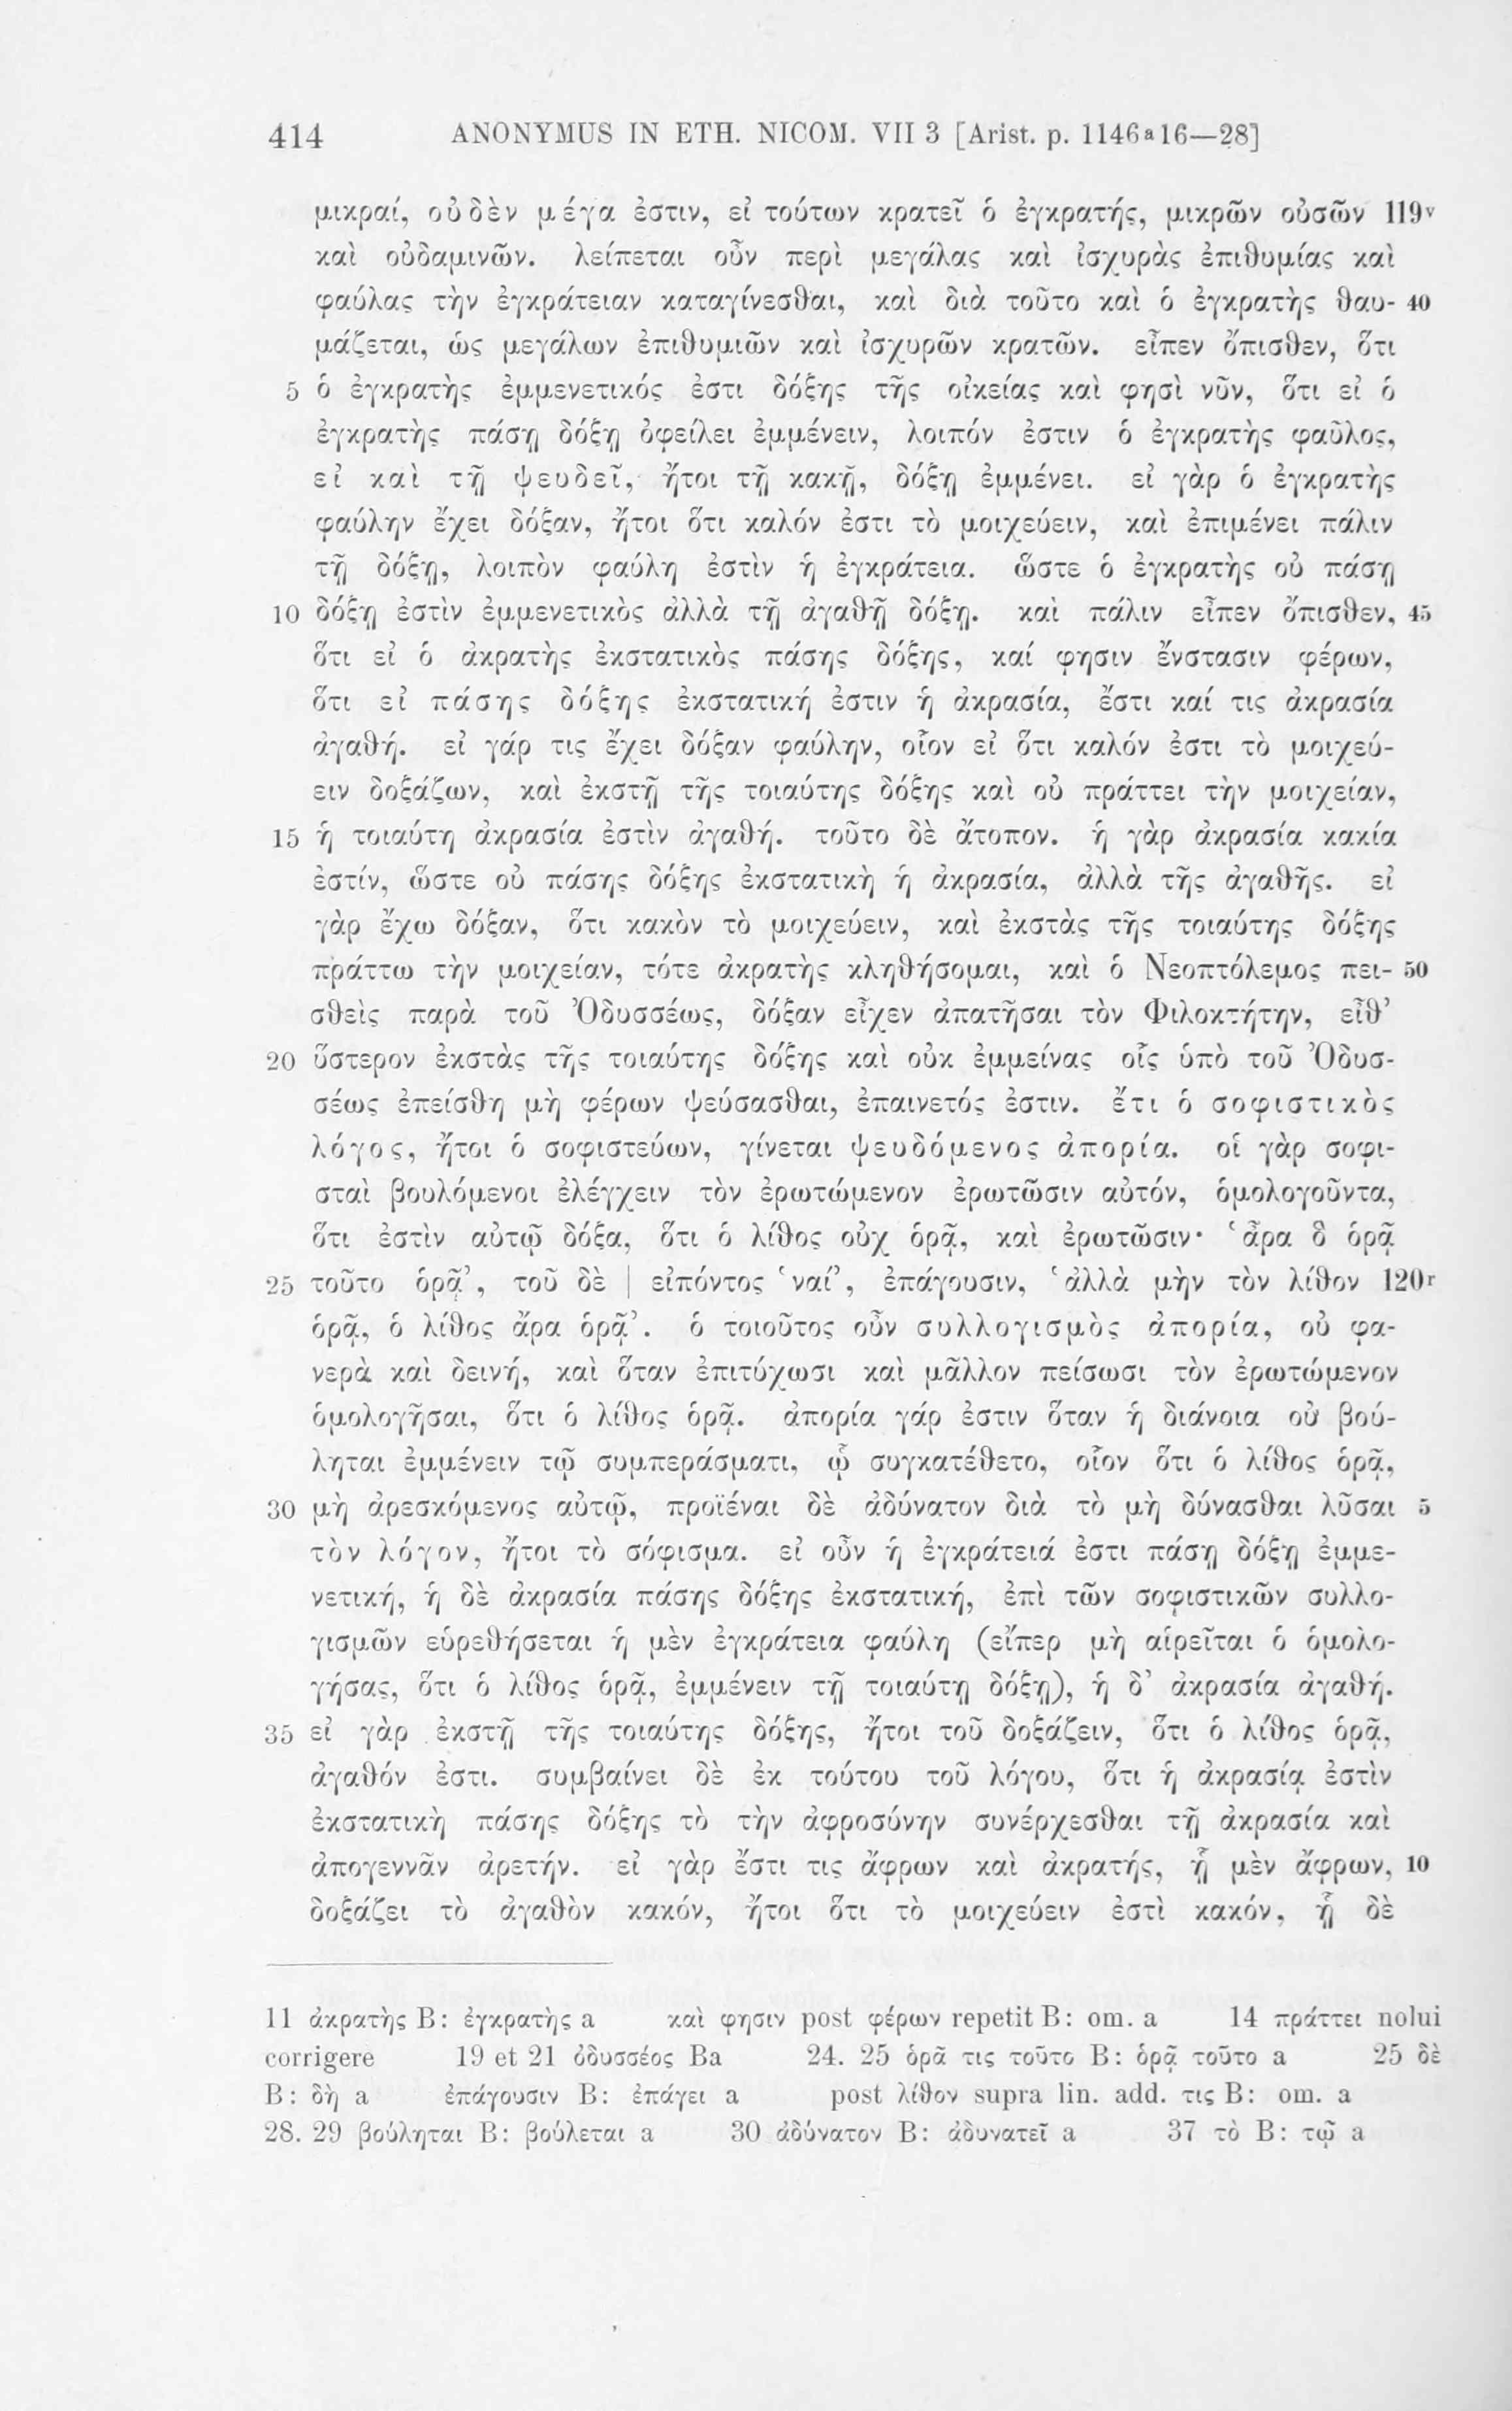 414 ANONYMUS IN ETH. NICOM. VII 3 [Arist. p. 1146ª16—28]
μικραί, οὐδὲν μέγα ἐστιν, εἰ τούτων κρατεῖ ὁ ἐγκρατής, μικρῶν οὐσῶν 119ᵛ
καὶ οὐδαμινῶν. λείπεται οὖν περὶ μεγάλας καὶ ἰσχυρὰς ἐπιθυμίας καὶ
φαύλας τὴν ἐγκράτειαν καταγίνεσθαι, καὶ διὰ τοῦτο καὶ ὁ ἐγκρατὴς θαυ- 40
μάζεται, ὡς μεγάλων ἐπιθυμιῶν καὶ ἰσχυρῶν κρατῶν. εἶπεν ὄπισθεν, ὅτι
5 ὁ ἐγκρατὴς ἐμμενετικός ἐστι δόξης τῆς οἰκείας καὶ φησὶ νῦν, ὅτι εἰ ὁ
ἐγκρατὴς πάσῃ δόξῃ ὀφείλει ἐμμένειν, λοιπόν ἐστιν ὁ ἐγκρατὴς φαῦλος,
εἰ καὶ τῇ ψευδεῖ, ἤτοι τῇ κακῇ, δόξῃ ἐμμένει. εἰ γὰρ ὁ ἐγκρατὴς
φαύλην ἔχει δόξαν, ἤτοι ὅτι καλόν ἐστι τὸ μοιχεύειν, καὶ ἐπιμένει πάλιν
τῇ δόξῃ, λοιπὸν φαύλη ἐστὶν ἡ ἐγκράτεια. ὥστε ὁ ἐγκρατὴς οὐ πάσῃ
10 δόξῃ ἐστὶν ἐμμενετικὸς ἀλλὰ τῇ ἀγαθῇ δόξῃ. καὶ πάλιν εἶπεν ὄπισθεν, 45
ὅτι εἰ ὁ ἀκρατὴς ἐκστατικὸς πάσης δόξης, καί φησιν ἔνστασιν φέρων,
ὅτι εἰ πάσης δόξης ἐκστατική ἐστιν ἡ ἀκρασία, ἔστι καί τις ἀκρασία
ἀγαθή. εἰ γάρ τις ἔχει δόξαν φαύλην, οἷον εἰ ὅτι καλόν ἐστι τὸ μοιχεύ-
ειν δοξάζων, καὶ ἐκστῇ τῆς τοιαύτης δόξης καὶ οὐ πράττει τὴν μοιχείαν,
15 ἡ τοιαύτη ἀκρασία ἐστὶν ἀγαθή. τοῦτο δὲ ἄτοπον. ἡ γὰρ ἀκρασία κακία
ἐστίν, ὥστε οὐ πάσης δόξης ἐκστατικὴ ἡ ἀκρασία, ἀλλὰ τῆς ἀγαθῆς. εἰ
γὰρ ἔχω δόξαν, ὅτι κακὸν τὸ μοιχεύειν, καὶ ἐκστὰς τῆς τοιαύτης δόξης
πράττω τὴν μοιχείαν, τότε ἀκρατὴς κληθήσομαι, καὶ ὁ Νεοπτόλεμος πει- 50
σθεὶς παρὰ τοῦ Ὀδυσσέως, δόξαν εἶχεν ἀπατῆσαι τὸν Φιλοκτήτην, εἶθ’
20 ὕστερον ἐκστὰς τῆς τοιαύτης δόξης καὶ οὐκ ἐμμείνας οἷς ὑπὸ τοῦ Ὀδυσ-
σέως ἐπείσθη μὴ φέρων ψεύσασθαι, ἐπαινετός ἐστιν. ἔτι ὁ σοφιστικὸς
λόγος, ἤτοι ὁ σοφιστεύων, γίνεται ψευδόμενος ἀπορία. οἱ γὰρ σοφι-
σταὶ βουλόμενοι ἐλέγχειν τὸν ἐρωτώμενον ἐρωτῶσιν αὐτόν, ὁμολογοῦντα,
ὅτι ἐστὶν αὐτῷ δόξα, ὅτι ὁ λίθος οὐχ ὁρᾷ, καὶ ἐρωτῶσιν· ‘ἆρα ὃ ὁρᾷ
25 τοῦτο ὁρᾷ’, τοῦ δὲ | εἰπόντος ‘ναί’, ἐπάγουσιν, ‘ἀλλὰ μὴν τὸν λίθον 120ʳ
ὁρᾷ, ὁ λίθος ἄρα ὁρᾷ’. ὁ τοιοῦτος οὖν συλλογισμὸς ἀπορία, οὐ φα-
νερὰ καὶ δεινή, καὶ ὅταν ἐπιτύχωσι καὶ μᾶλλον πείσωσι τὸν ἐρωτώμενον
ὁμολογῆσαι, ὅτι ὁ λίθος ὁρᾷ. ἀπορία γάρ ἐστιν ὅταν ἡ διάνοια οὐ βού-
ληται ἐμμένειν τῷ συμπεράσματι, ᾧ συγκατέθετο, οἷον ὅτι ὁ λίθος ὁρᾷ,
30 μὴ ἀρεσκόμενος αὐτῷ, προϊέναι δὲ ἀδύνατον διὰ τὸ μὴ δύνασθαι λῦσαι 5
τὸν λόγον, ἤτοι τὸ σόφισμα. εἰ οὖν ἡ ἐγκράτειά ἐστι πάσῃ δόξῃ ἐμμε-
νετική, ἡ δὲ ἀκρασία πάσης δόξης ἐκστατική, ἐπὶ τῶν σοφιστικῶν συλλο-
γισμῶν εὑρεθήσεται ἡ μὲν ἐγκράτεια φαύλη (εἴπερ μὴ αἱρεῖται ὁ ὁμολο-
γήσας, ὅτι ὁ λίθος ὁρᾷ, ἐμμένειν τῇ τοιαύτῃ δόξῃ), ἡ δ’ ἀκρασία ἀγαθή.
35 εἰ γὰρ ἐκστῇ τῆς τοιαύτης δόξης, ἤτοι τοῦ δοξάζειν, ὅτι ὁ λίθος ὁρᾷ,
ἀγαθόν ἐστι. συμβαίνει δὲ ἐκ τούτου τοῦ λόγου, ὅτι ἡ ἀκρασία ἐστὶν
ἐκστατικὴ πάσης δόξης τὸ τὴν ἀφροσύνην συνέρχεσθαι τῇ ἀκρασίᾳ καὶ
ἀπογεννᾶν ἀρετήν. εἰ γὰρ ἔστι τις ἄφρων καὶ ἀκρατής, ᾗ μὲν ἄφρων, 10
δοξάζει τὸ ἀγαθὸν κακόν, ἤτοι ὅτι τὸ μοιχεύειν ἐστὶ κακόν, ᾗ δὲ
11 ἀκρατὴς B: ἐγκρατὴς a καὶ φησιν post φέρων repetit B: om. a 14 πράττει nolui
corrigere 19 et 21 ὀδυσσέος Ba 24. 25 ὁρᾶ τις τοῦτο B: ὁρᾷ τοῦτο a 25 δὲ
B: δὴ a ἐπάγουσιν B: ἐπάγει a post λίθον supra lin. add. τις B: om. a
28. 29 βούληται B: βούλεται a 30 ἀδύνατον B: ἀδυνατεῖ a 37 τὸ B: τῷ a